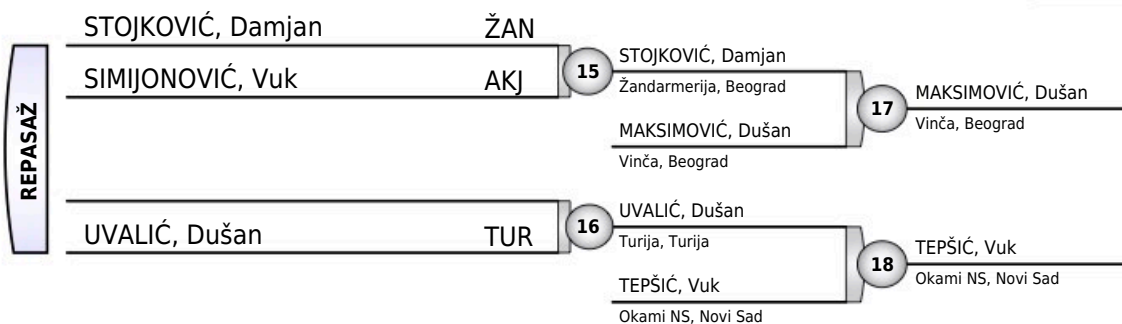 REPASAŽ
STOJKOVIĆ, Damjan ŽAN
SIMIJONOVIĆ, Vuk AKJ
15
STOJKOVIĆ, Damjan
Žandarmerija, Beograd
MAKSIMOVIĆ, Dušan
Vinča, Beograd
17
MAKSIMOVIĆ, Dušan
Vinča, Beograd
UVALIĆ, Dušan TUR
16
UVALIĆ, Dušan
Turija, Turija
TEPŠIĆ, Vuk
Okami NS, Novi Sad
18
TEPŠIĆ, Vuk
Okami NS, Novi Sad